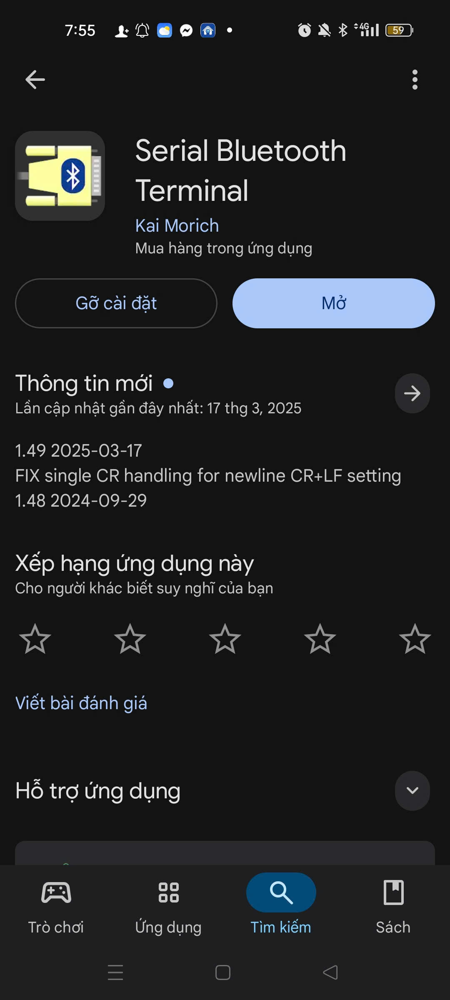 7:55
4G
59
Serial Bluetooth
Terminal
Kai Morich
Mua hàng trong ứng dụng
Gỡ cài đặt
Mở
Thông tin mới
Lần cập nhật gần đây nhất: 17 thg 3, 2025
1.49 2025-03-17
FIX single CR handling for newline CR+LF setting
1.48 2024-09-29
Xếp hạng ứng dụng này
Cho người khác biết suy nghĩ của bạn
Viết bài đánh giá
Hỗ trợ ứng dụng
Trò chơi
Ứng dụng
Tìm kiếm
Sách